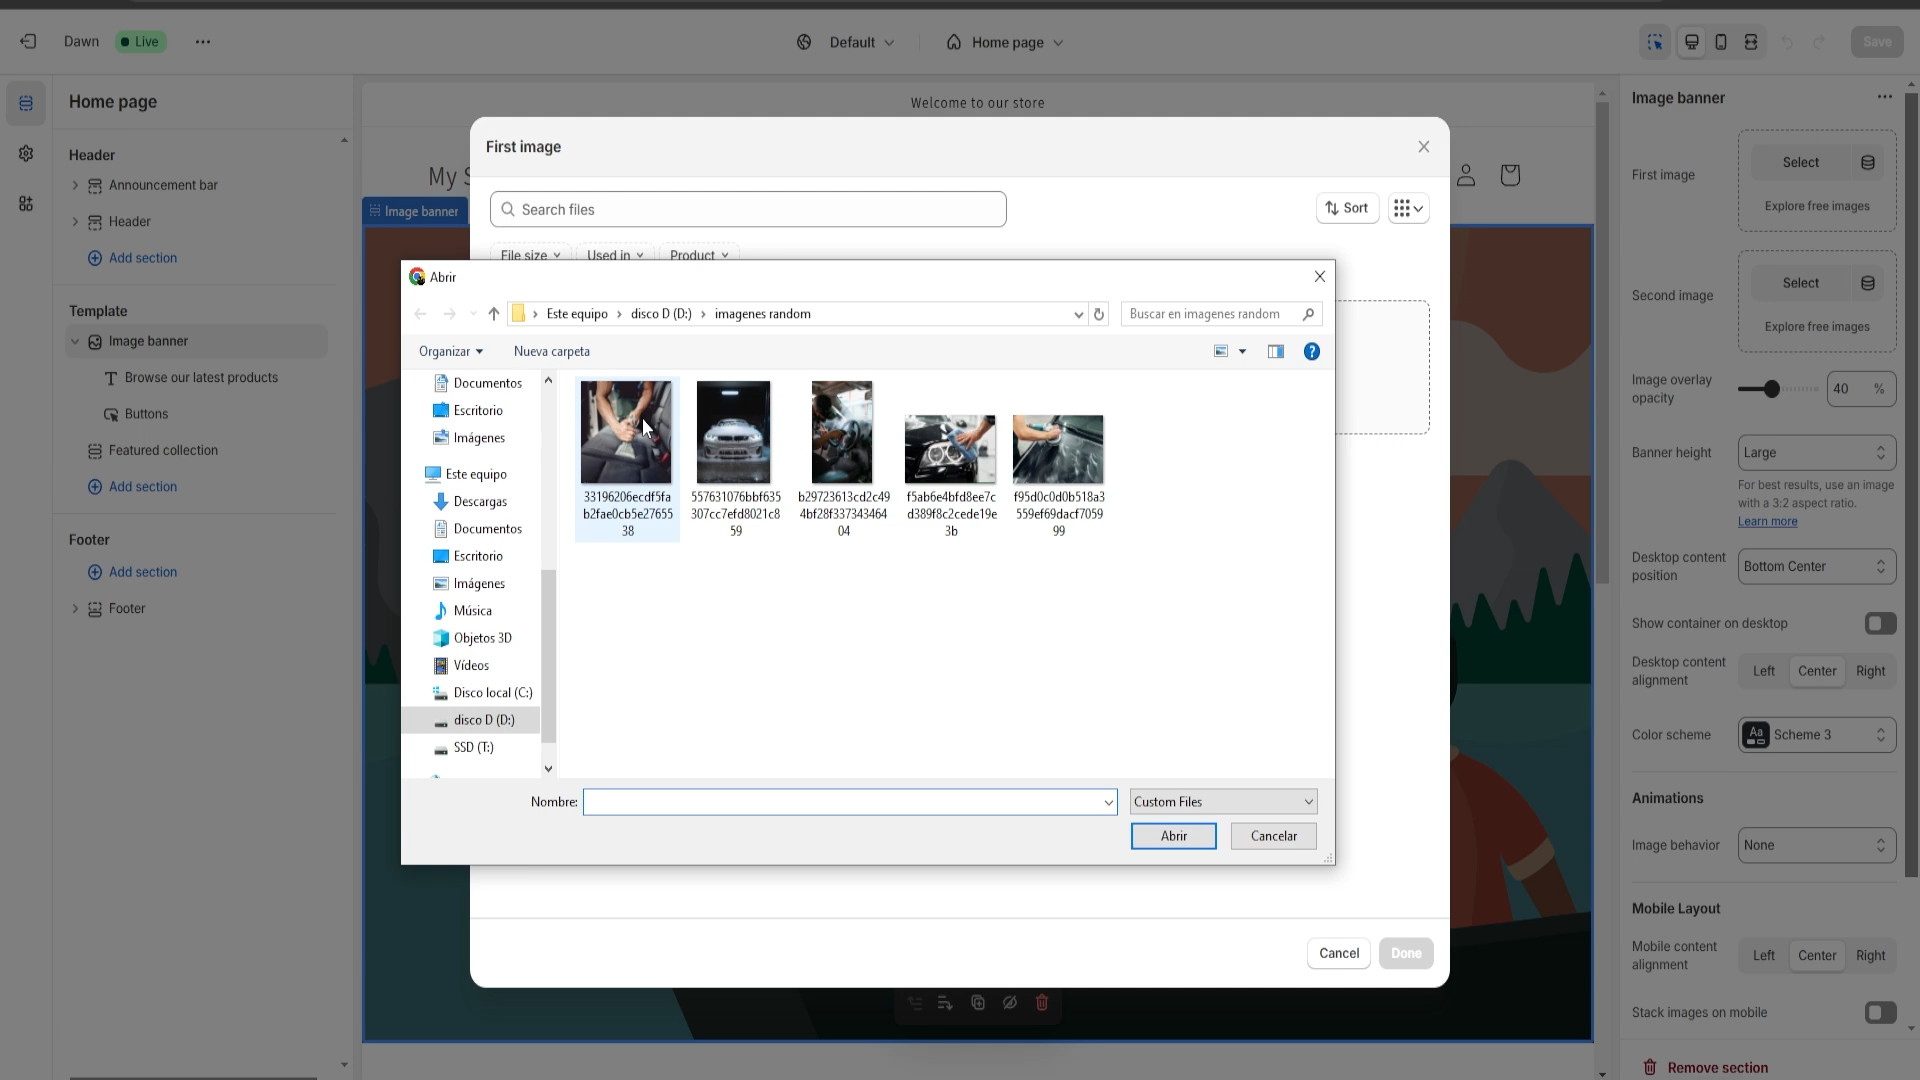 Dawn
Live
Default
Home page
Save
Home page
Header
Announcement bar
Header
Add section
Template
Image banner
Browse our latest products
Buttons
Featured collection
Add section
Footer
Add section
Footer
Welcome to our store
My S
Image banner
First image
Search files
Sort
File size
Used in
Product
Abrir
Este equipo
disco D (D:)
imagenes random
Buscar en imagenes random
Organizar
Nueva carpeta
Documentos
Escritorio
Imágenes
Este equipo
Descargas
Documentos
Escritorio
Imágenes
Música
Objetos 3D
Vídeos
Disco local (C:)
disco D (D:)
SSD (T:)
33196206ecdf5fa
b2fae0cb5e27655
38
557631076bbf635
307cc7efd8021c8
59
b29723613cd2c49
4bf28f337343464
04
f5ab6e4bfd8ee7c
d389f8c2cede19e
3b
f95d0c0d0b518a3
559ef69dacf7059
99
Nombre:
Custom Files
Abrir
Cancelar
Cancel
Done
Image banner
First image
Select
Explore free images
Second image
Select
Explore free images
Image overlay
opacity
40 %
Banner height
Large
For best results, use an image
with a 3:2 aspect ratio.
Learn more
Desktop content
position
Bottom Center
Show container on desktop
Desktop content
alignment
Left
Center
Right
Color scheme
Aa
Scheme 3
Animations
Image behavior
None
Mobile Layout
Mobile content
alignment
Left
Center
Right
Stack images on mobile
Remove section